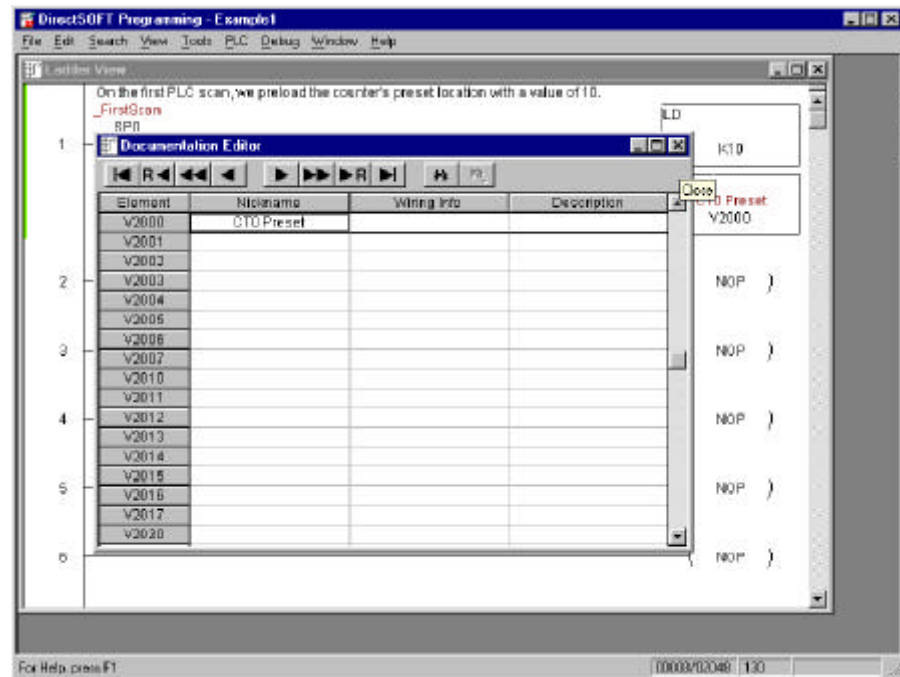 DirectSOFT Programming - Example1
File Edit Search View Tools PLC Debug Window Help
Ladder View
On the first PLC scan, we preload the counter's preset location with a value of 10.
_FirstScan
SP0
LD
1
K10
Documentation Editor
R
R
Close
CT0 Preset
V2000
Element Nickname Wiring Info Description
V2000 CT0 Preset
V2001
V2002
V2003
V2004
V2005
V2006
V2007
V2010
V2011
V2012
V2013
V2014
V2015
V2016
V2017
V2020
2 NOP
3 NOP
4 NOP
5 NOP
6 NOP
For Help, press F1
00003/02048 130